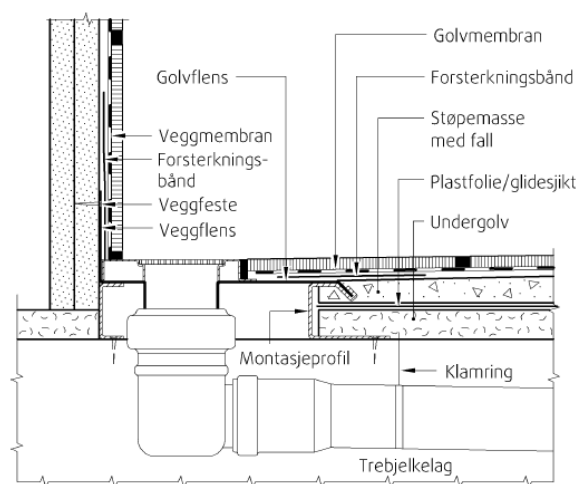 Golvmembran
Golvflens
Forsterkningsbånd
Støpemasse
med fall
Veggmembran
Forsterknings-
bånd
Veggfeste
Veggflens
Plastfolie/glidesjikt
Undergolv
Montasjeprofil
Klamring
Trebjelkelag